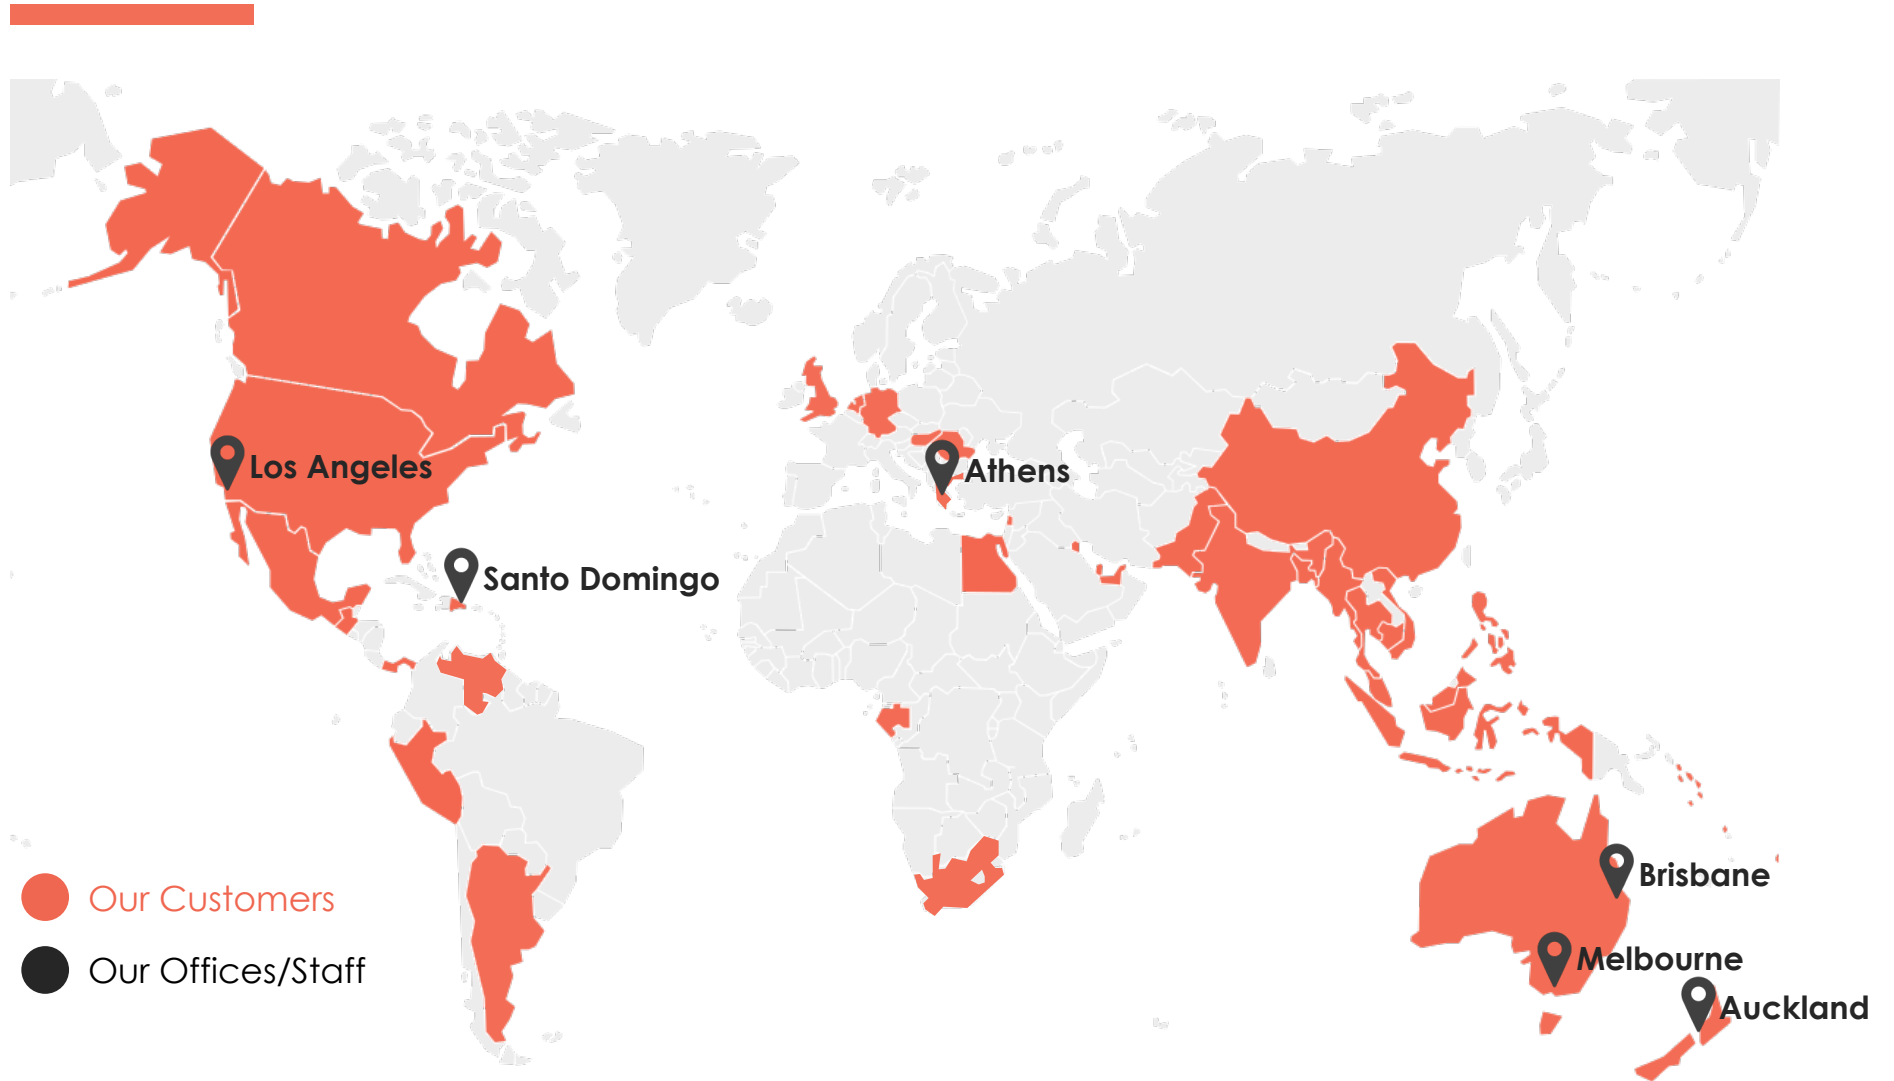 Los Angeles
Athens
Santo Domingo
Brisbane
Our Customers
Melbourne
Our Offices/Staff
Auckland